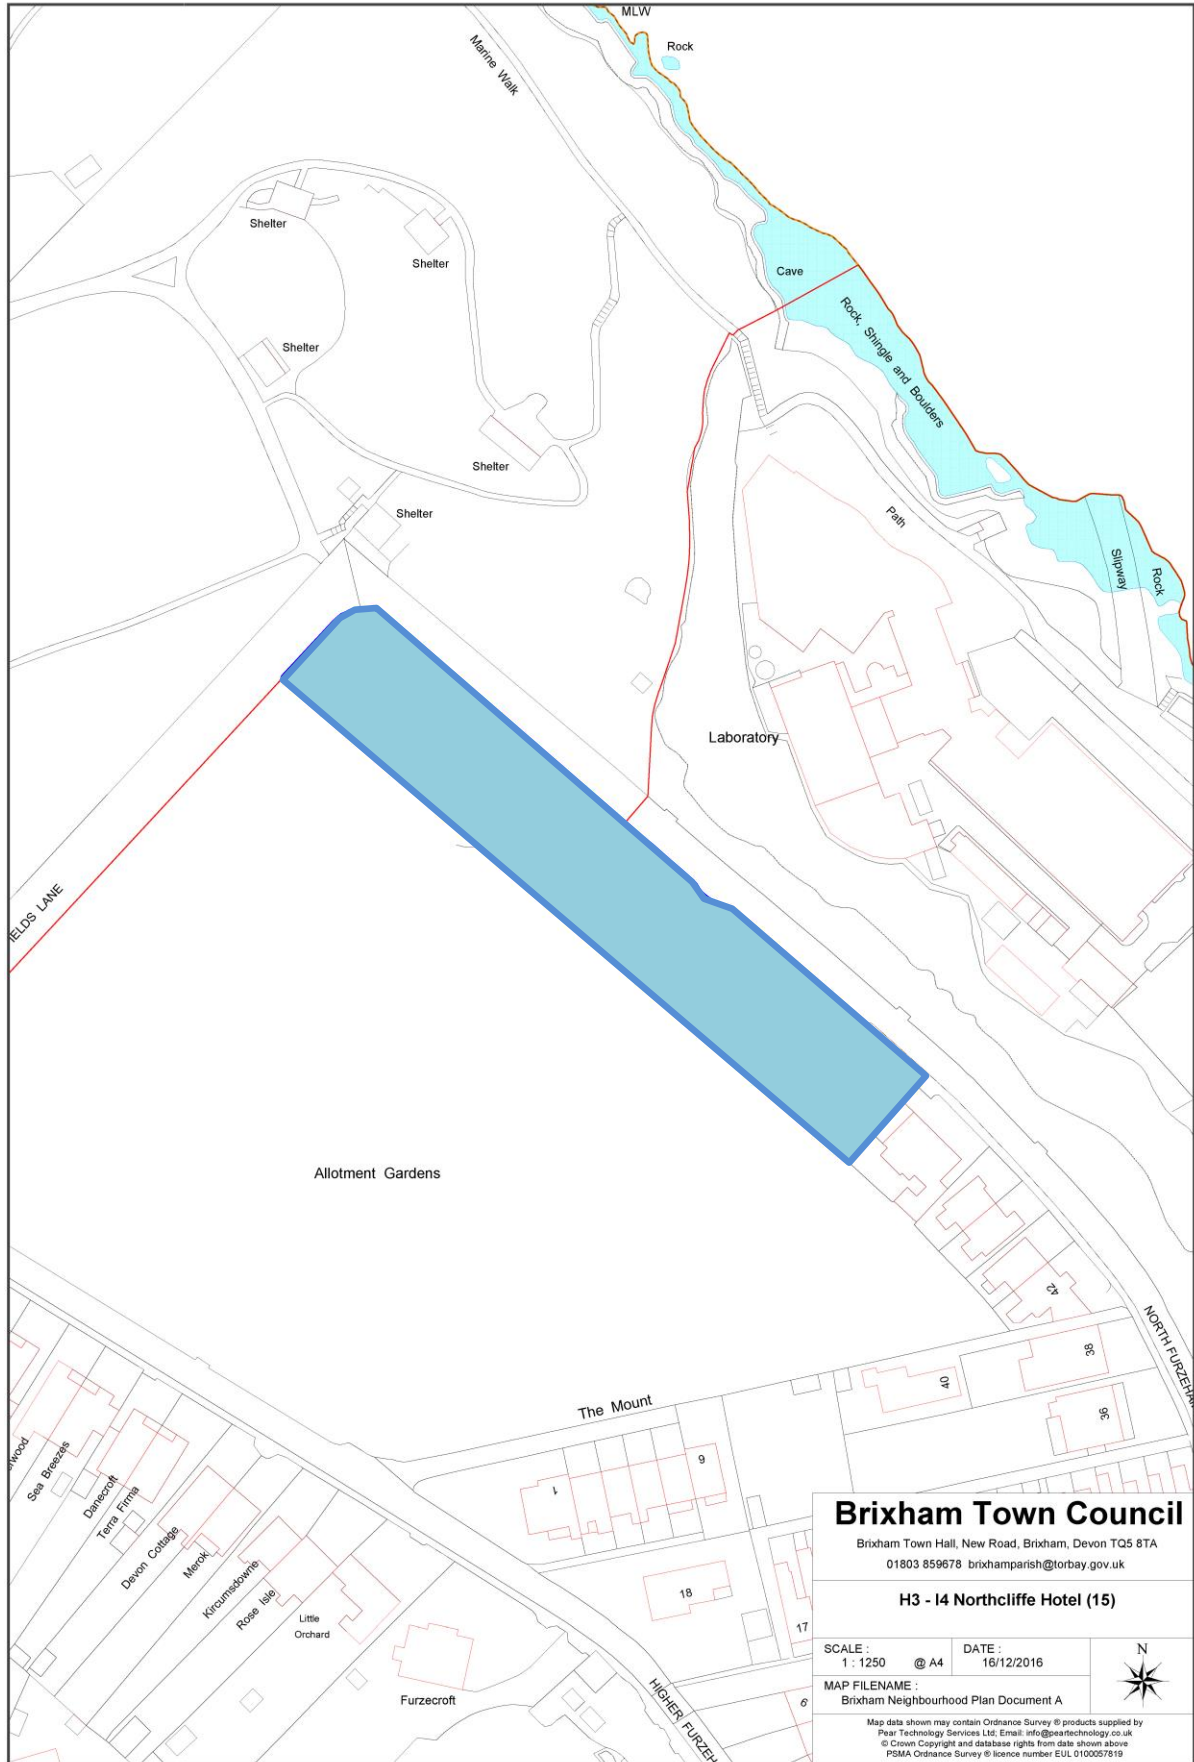 MLW
Rock
Marine Walk
Shelter
Shelter
Cave
Rock, Shingle and Boulders
Shelter
Shelter
Shelter
Path
Slipway
Rock
Laboratory
IELDS LANE
Allotment Gardens
42
NORTH FURZEHA
38
40
36
The Mount
9
1
18
17
6
erwood
Sea Breezes
Danecroft
Terra Firma
Devon Cottage
Merok
Kircumsdowne
Rose Isle
Little
Orchard
Furzecroft
HIGHER FURZEH
Brixham Town Council
Brixham Town Hall, New Road, Brixham, Devon TQ5 8TA
01803 859678 brixhamparish@torbay.gov.uk
H3 - I4 Northcliffe Hotel (15)
SCALE :
1 : 1250 @ A4
DATE :
16/12/2016
N
MAP FILENAME :
Brixham Neighbourhood Plan Document A
Map data shown may contain Ordnance Survey ® products supplied by
Pear Technology Services Ltd; Email: info@peartechnology.co.uk
© Crown Copyright and database rights from date shown above
PSMA Ordnance Survey ® licence number EUL 0100057819